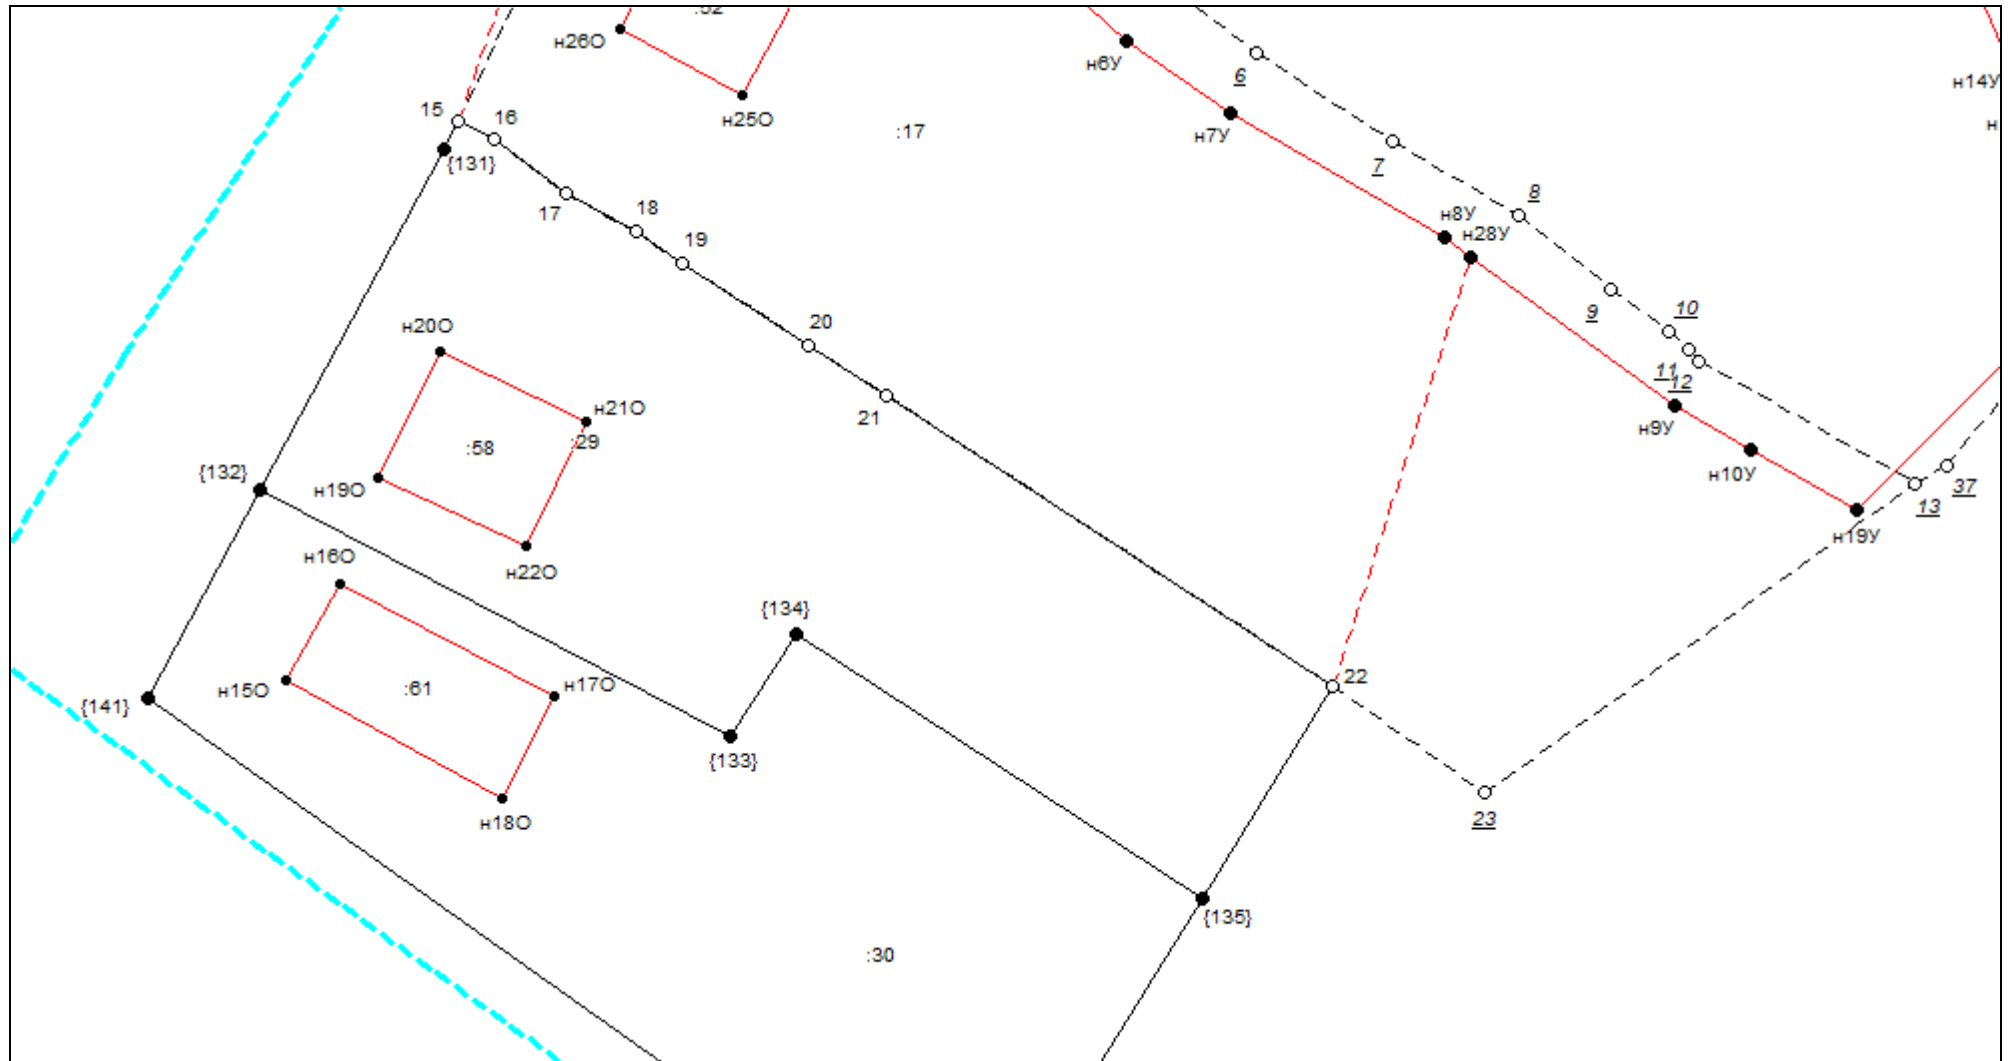 :52
н26О
н6У
6
н14У
15
16
н25О
:17
н7У
н
{131}
7
17
18
8
н8У
19
н28У
н20О
20
9
10
11
12
н21О
21
:58
:29
н9У
{132}
н19О
н10У
37
13
н16О
н22О
н19У
{134}
н15О
:61
н17О
22
{141}
{133}
н18О
23
{135}
:30